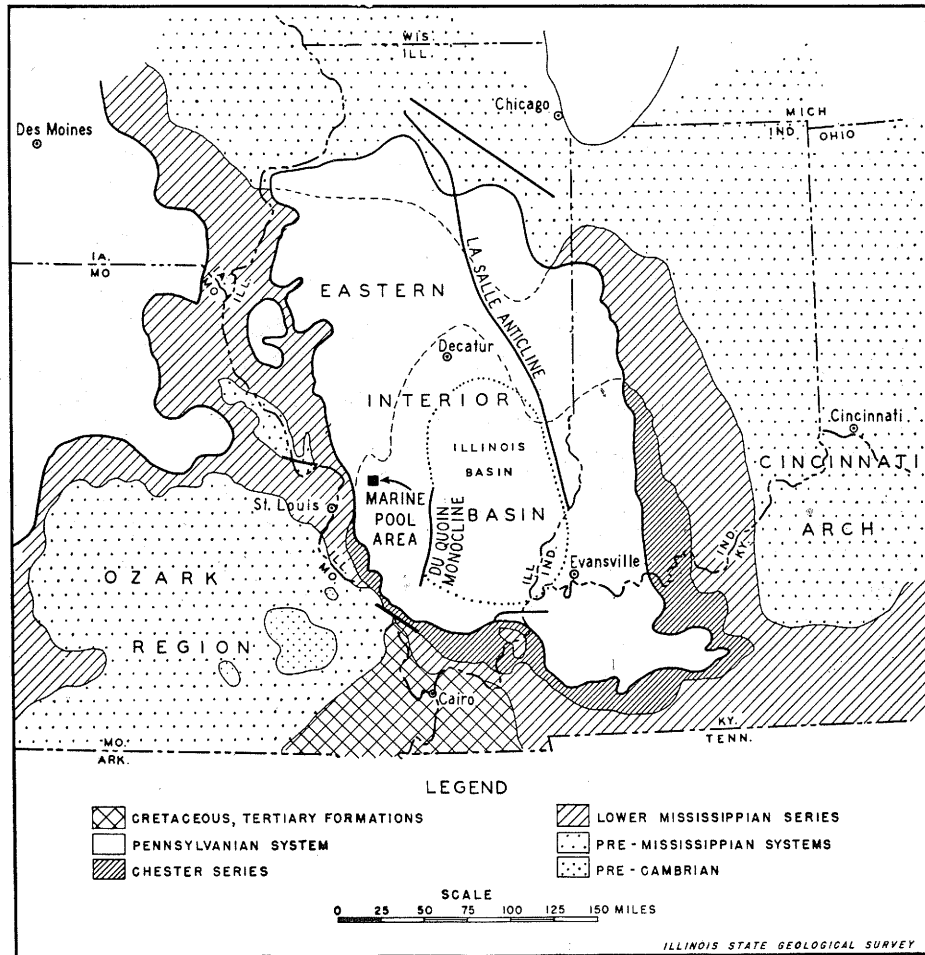 WIS.
ILL.
Chicago
Des Moines
MICH
IND.
OHIO
IA.
MO
IA.
MO.
ILL.
EASTERN
LA SALLE ANTICLINE
Decatur
INTERIOR
ILLINOIS
BASIN
Cincinnati
CINCINNATI
ARCH
MARINE
POOL
AREA
BASIN
St. Louis
DU QUOIN
MONOCLINE
ILL.
MO.
ILL
IND.
Evansville
IND.
KY.
OZARK
REGION
Cairo
MO.
ARK.
KY.
TENN.
LEGEND
CRETACEOUS, TERTIARY FORMATIONS
PENNSYLVANIAN SYSTEM
CHESTER SERIES
LOWER MISSISSIPPIAN SERIES
PRE-MISSISSIPPIAN SYSTEMS
PRE-CAMBRIAN
SCALE
0 25 50 75 100 125 150 MILES
ILLINOIS STATE GEOLOGICAL SURVEY